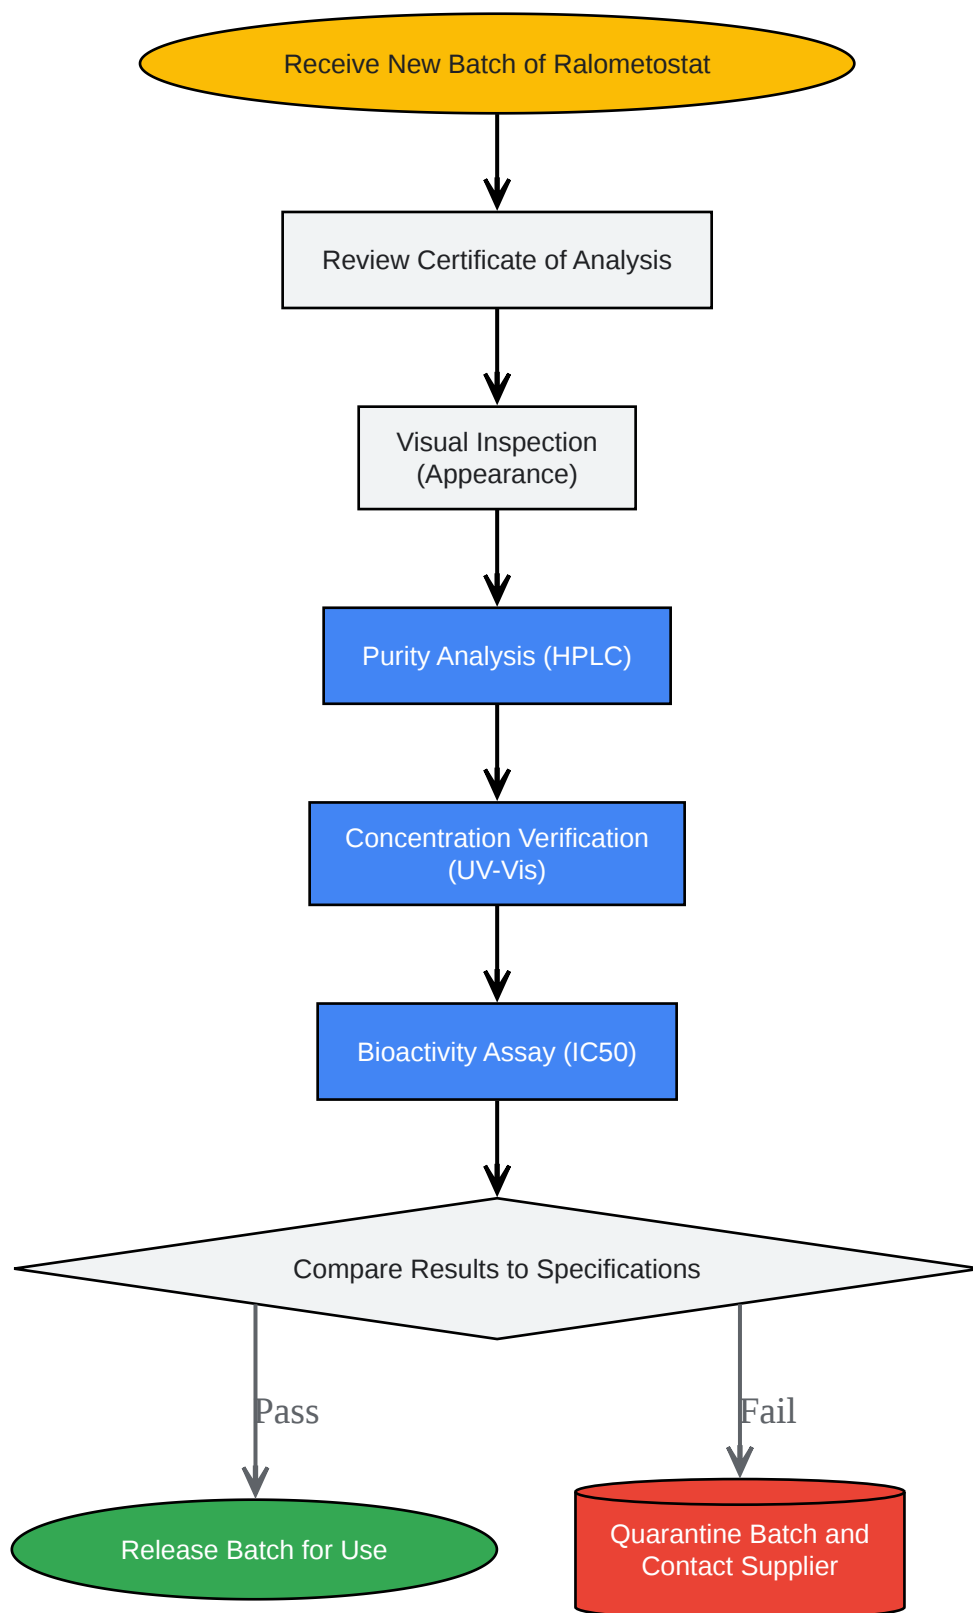 Receive New Batch of Ralometostat
Review Certificate of Analysis
Visual Inspection
(Appearance)
Purity Analysis (HPLC)
Concentration Verification
(UV-Vis)
Bioactivity Assay (IC50)
Compare Results to Specifications
Pass
Fail
Release Batch for Use
Quarantine Batch and
Contact Supplier